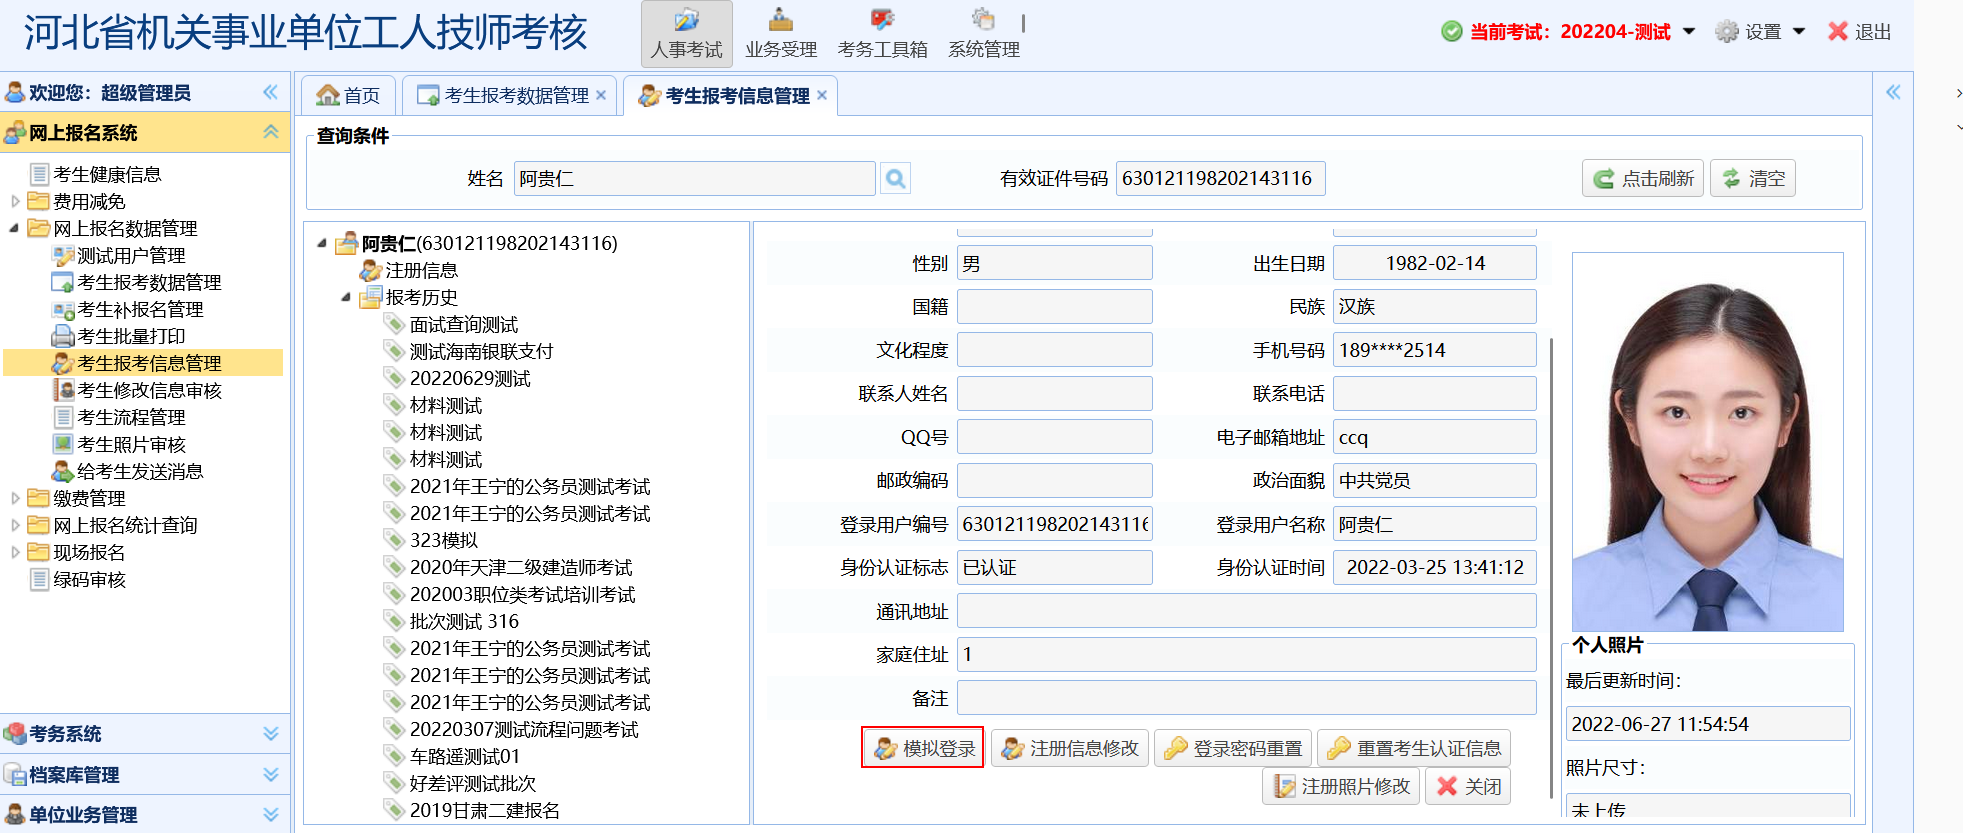 河北省机关事业单位工人技师考核
人事考试 业务受理 考务工具箱 系统管理
当前考试：202204-测试 设置 退出
欢迎您：超级管理员
首页 考生报考数据管理 × 考生报考信息管理 ×
网上报名系统
考生健康信息
费用减免
网上报名数据管理
测试用户管理
考生报考数据管理
考生补报名管理
考生批量打印
考生报考信息管理
考生修改信息审核
考生流程管理
考生照片审核
给考生发送消息
缴费管理
网上报名统计查询
现场报名
绿码审核
考务系统
档案库管理
单位业务管理
查询条件
姓名 阿贵仁 有效证件号码 630121198202143116 点击刷新 清空
阿贵仁(630121198202143116)
注册信息
报考历史
面试查询测试
测试海南银联支付
20220629测试
材料测试
材料测试
材料测试
2021年王宁的公务员测试考试
2021年王宁的公务员测试考试
323模拟
2020年天津二级建造师考试
202003职位类考试培训考试
批次测试 316
2021年王宁的公务员测试考试
2021年王宁的公务员测试考试
2021年王宁的公务员测试考试
20220307测试流程问题考试
车路遥测试01
好差评测试批次
2019甘肃二建报名
性别 男 出生日期 1982-02-14
国籍 民族 汉族
文化程度 手机号码 189****2514
联系人姓名 联系电话
QQ号 电子邮箱地址 ccq
邮政编码 政治面貌 中共党员
登录用户编号 630121198202143116 登录用户名称 阿贵仁
身份认证标志 已认证 身份认证时间 2022-03-25 13:41:12
通讯地址
家庭住址 1
备注
模拟登录 注册信息修改 登录密码重置 重置考生认证信息
注册照片修改 关闭
个人照片
最后更新时间：
2022-06-27 11:54:54
照片尺寸：
未上传